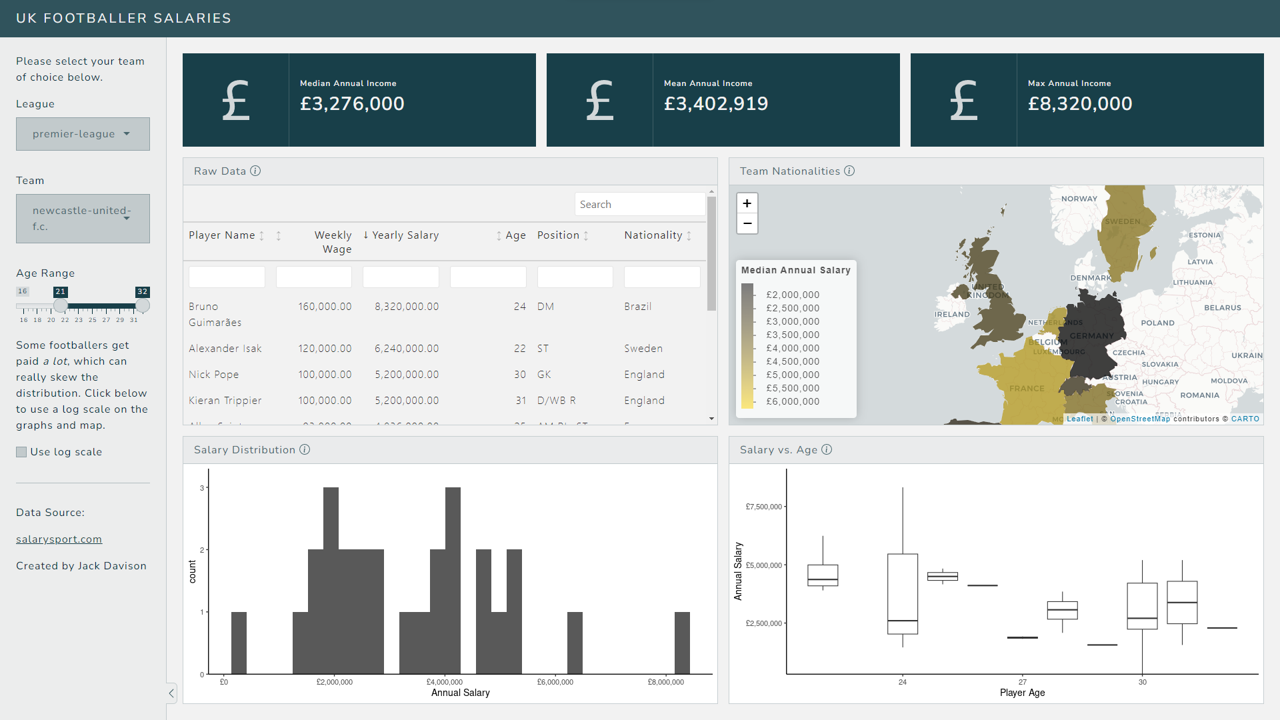 UK FOOTBALLER SALARIES
Please select your team
of choice below.
League
premier-league
Team
newcastle-united-
f.c.
Age Range
16
21
32
16 18 20 22 24 26 28 31
Some footballers get
paid a lot, which can
really skew the
distribution. Click below
to use a log scale on the
graphs and map.
Use log scale
Data Source:
salarysport.com
Created by Jack Davison
£
Median Annual Income
£3,276,000
£
Mean Annual Income
£3,402,919
£
Max Annual Income
£8,320,000
Raw Data
Search
Player Name
Weekly
Wage
Yearly Salary
Age
Position
Nationality
Bruno
Guimarães
160,000.00 8,320,000.00 24 DM Brazil
Alexander Isak 120,000.00 6,240,000.00 22 ST Sweden
Nick Pope 100,000.00 5,200,000.00 30 GK England
Kieran Trippier 100,000.00 5,200,000.00 31 D/WB R England
Team Nationalities
+
−
Median Annual Salary
£2,000,000
£2,500,000
£3,000,000
£3,500,000
£4,000,000
£4,500,000
£5,000,000
£5,500,000
£6,000,000
NORWAY
SWEDEN
ESTONIA
LATVIA
DENMARK
LITHUANIA
UNITED
KINGDOM
IRELAND
BELARUS
NETHERLANDS
POLAND
GERMANY
BELGIUM
LUXEMBOURG
CZECHIA
UKRAIN
SLOVAKIA
AUSTRIA
HUNGARY
MOLDOVA
FRANCE
SLOVENIA
CROATIA
ROMANIA
Leaflet | © OpenStreetMap contributors © CARTO
Salary Distribution
count
3
2
1
0
£0 £2,000,000 £4,000,000 £6,000,000 £8,000,000
Annual Salary
Salary vs. Age
Annual Salary
£7,500,000
£5,000,000
£2,500,000
24 27 30
Player Age